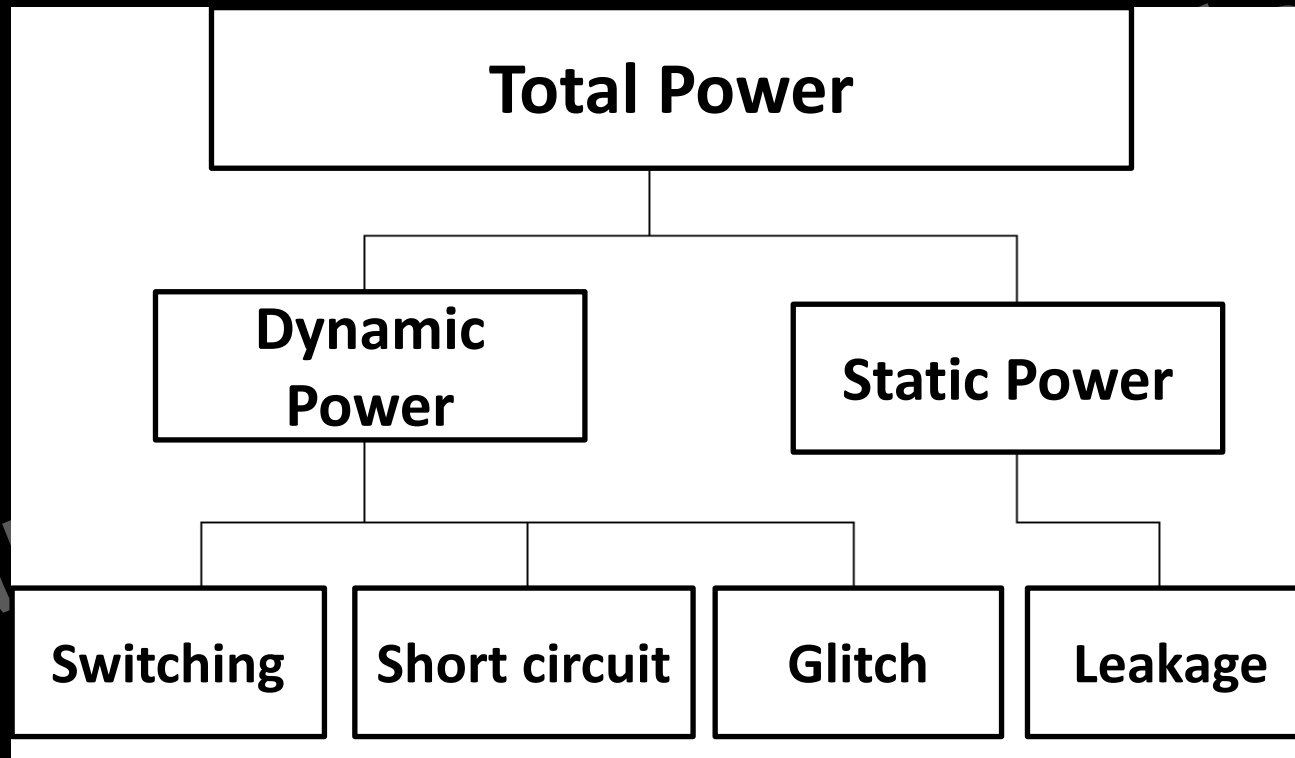 Total Power
Dynamic
Power
Static Power
Switching
Short circuit
Glitch
Leakage